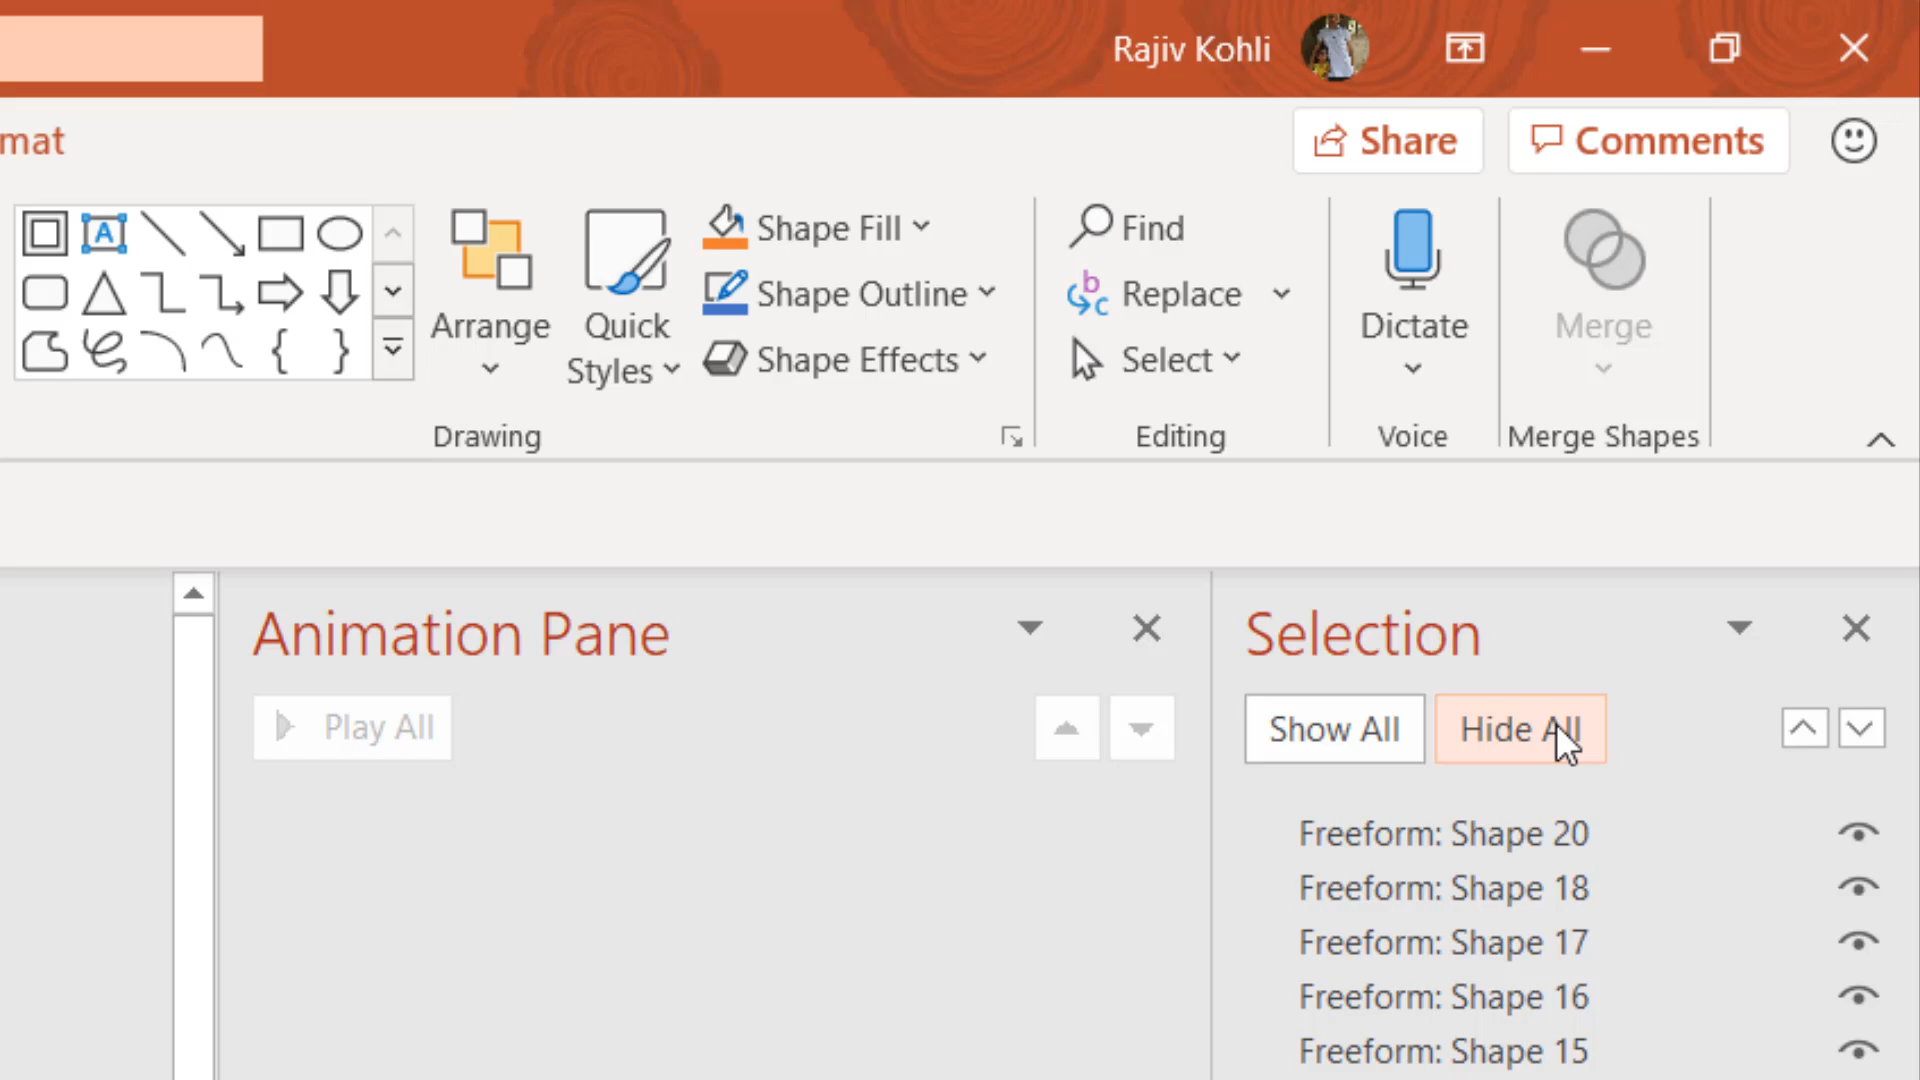 Rajiv Kohli
mat
Share
Comments
A
Shape Fill
Find
Shape Outline
b
c
Replace
Arrange
Quick
Styles
Dictate
Merge
Shape Effects
Select
Drawing
Editing
Voice
Merge Shapes
Animation Pane
Selection
Play All
Show All
Hide All
Freeform: Shape 20
Freeform: Shape 18
Freeform: Shape 17
Freeform: Shape 16
Freeform: Shape 15